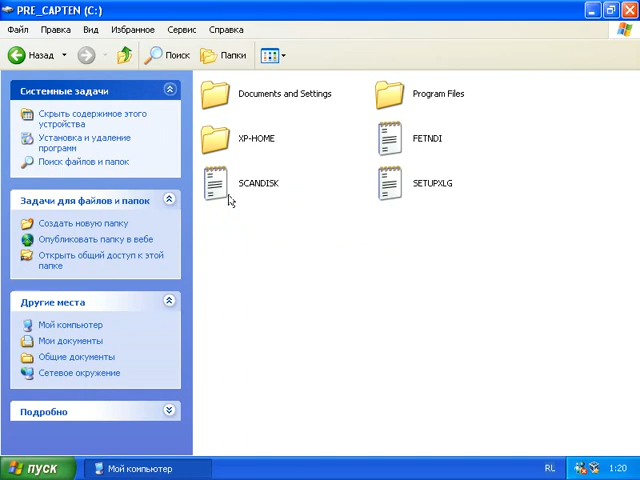 PRE_CAPTEN (C:)
Файл Правка Вид Избранное Сервис Справка
Назад Поиск Папки
Системные задачи
Скрыть содержимое этого
устройства
Установка и удаление
программ
Поиск файлов и папок
Задачи для файлов и папок
Создать новую папку
Опубликовать папку в вебе
Открыть общий доступ к этой
папке
Другие места
Мой компьютер
Мои документы
Общие документы
Сетевое окружение
Подробно
Documents and Settings Program Files
XP-HOME FETNDI
SCANDISK SETUPXLG
пуск Мой компьютер RU 1:20